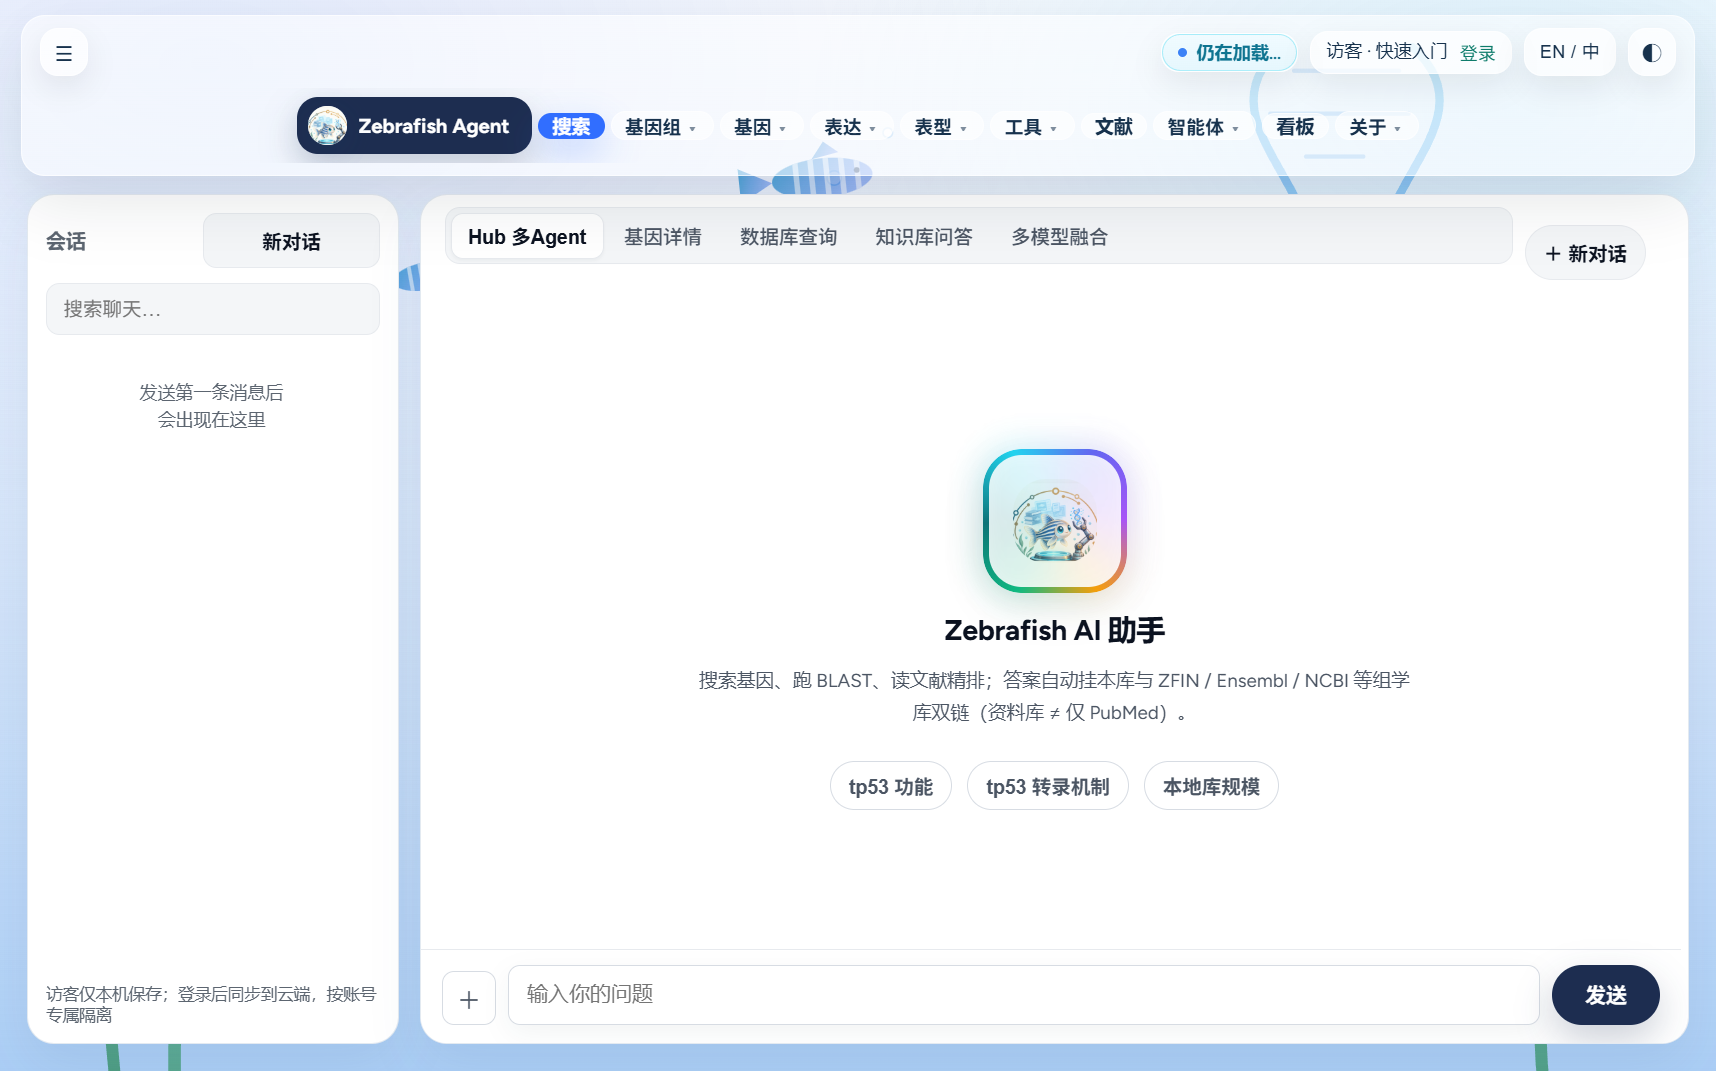 ☰
仍在加载...
访客 · 快速入门 登录
EN / 中
Zebrafish Agent
搜索
基因组
基因
表达
表型
工具
文献
智能体
看板
关于
会话
新对话
搜索聊天...
发送第一条消息后
会出现在这里
访客仅本机保存；登录后同步到云端，按账号
专属隔离
Hub 多Agent
基因详情
数据库查询
知识库问答
多模型融合
+ 新对话
Zebrafish AI 助手
搜索基因、跑 BLAST、读文献精排；答案自动挂本库与 ZFIN / Ensembl / NCBI 等组学
库双链（资料库 ≠ 仅 PubMed）。
tp53 功能
tp53 转录机制
本地库规模
+
输入你的问题
发送